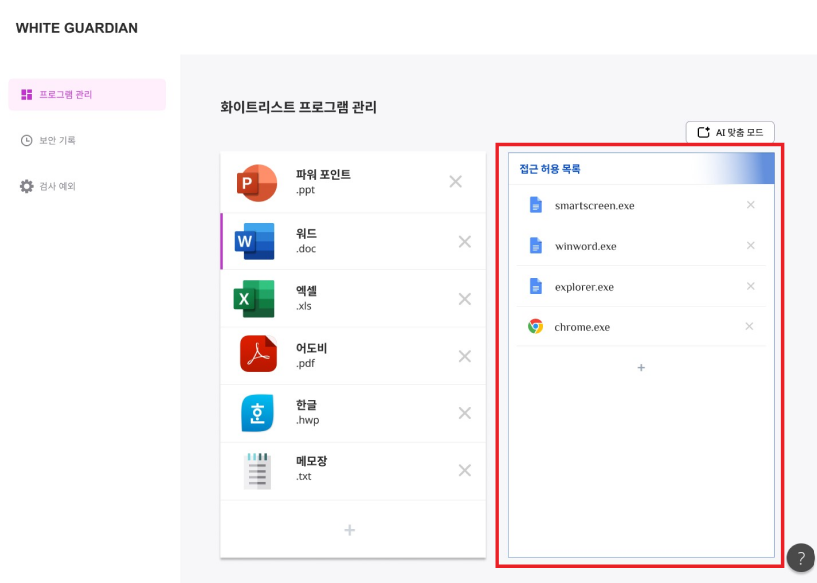 WHITE GUARDIAN
프로그램 관리
보안 기록
검사 예외
화이트리스트 프로그램 관리
AI 맞춤 모드
파워 포인트
.ppt
워드
.doc
엑셀
.xls
어도비
.pdf
한글
.hwp
메모장
.txt
접근 허용 목록
smartscreen.exe
winword.exe
explorer.exe
chrome.exe
P
W
X
ㅎ
?